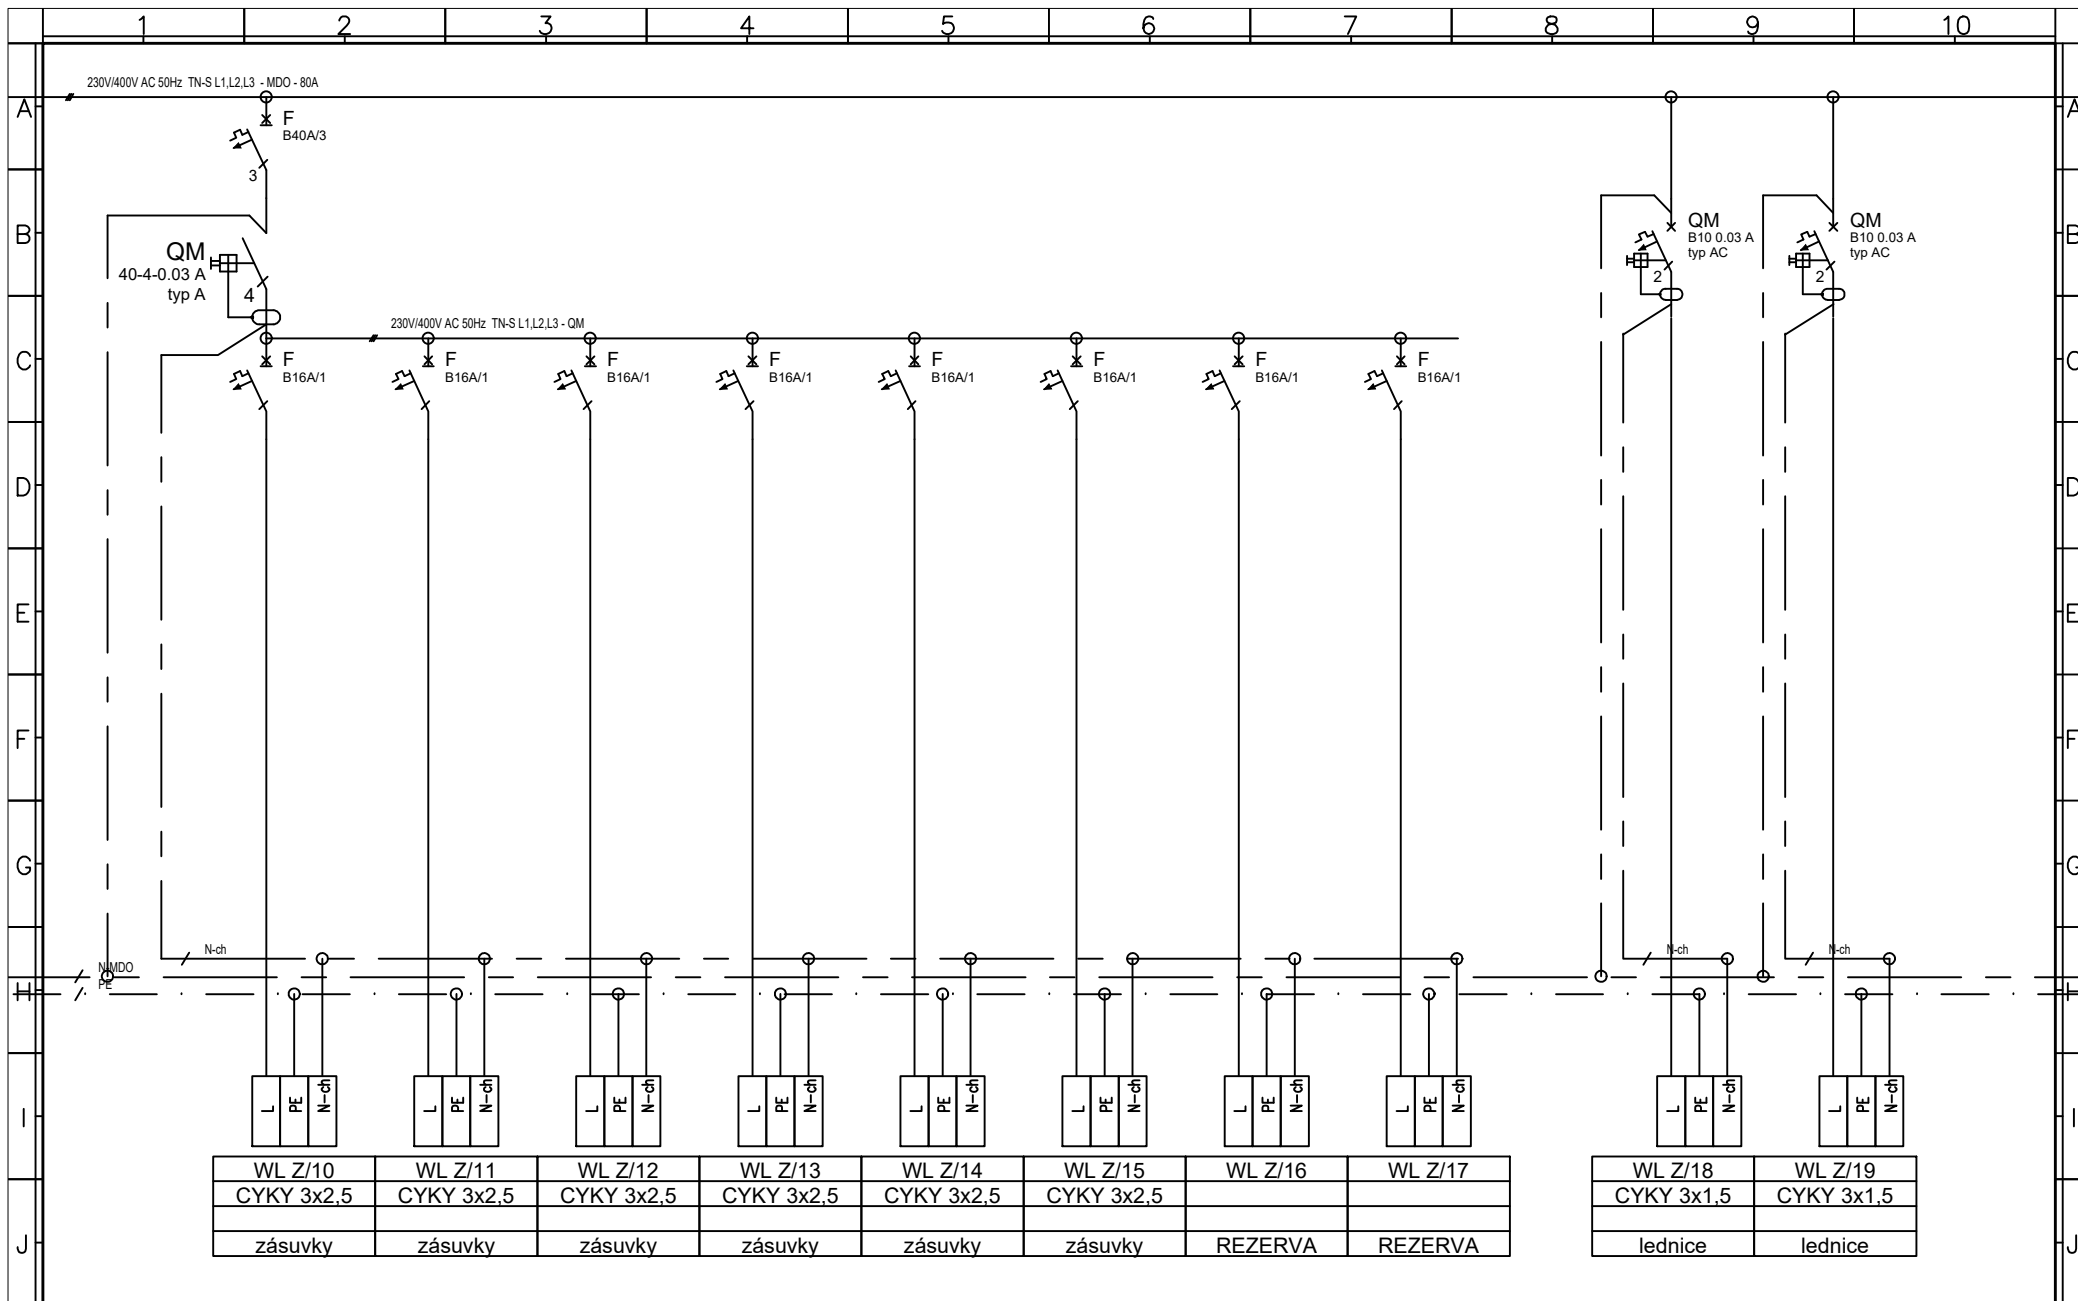 1 2 3 4 5 6 7 8 9 10
230V/400V AC 50Hz TN-S L1,L2,L3 - MDO - 80A
A A
F
B40A/3
3
B B
QM
40-4-0.03 A
typ A
4
QM
B10 0.03 A
typ AC
2
QM
B10 0.03 A
typ AC
2
230V/400V AC 50Hz TN-S L1,L2,L3 - QM
C C
F F F F F F F F
B16A/1 B16A/1 B16A/1 B16A/1 B16A/1 B16A/1 B16A/1 B16A/1
D D
E E
F F
G G
N-ch N-ch N-ch
N-MDO
PE
H H
L PE N-ch L PE N-ch L PE N-ch L PE N-ch L PE N-ch L PE N-ch L PE N-ch L PE N-ch L PE N-ch L PE N-ch
I I
WL Z/10 WL Z/11 WL Z/12 WL Z/13 WL Z/14 WL Z/15 WL Z/16 WL Z/17 WL Z/18 WL Z/19
CYKY 3x2,5 CYKY 3x2,5 CYKY 3x2,5 CYKY 3x2,5 CYKY 3x2,5 CYKY 3x2,5 CYKY 3x1,5 CYKY 3x1,5
J J
zásuvky zásuvky zásuvky zásuvky zásuvky zásuvky REZERVA REZERVA lednice lednice